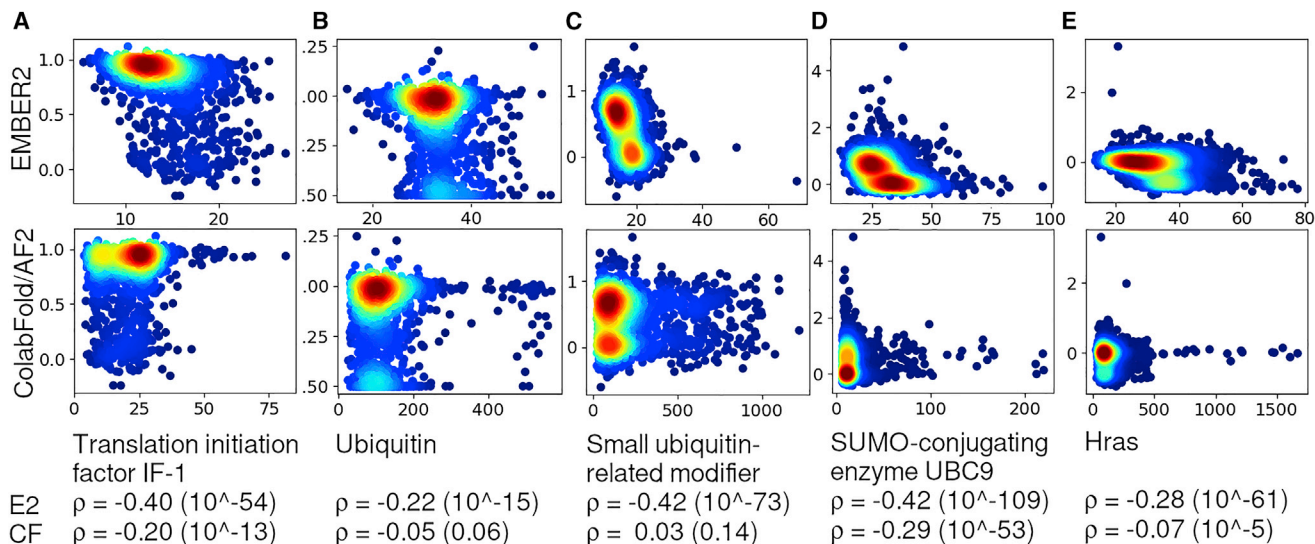 A B C D E
EMBER2
1.0
0.5
0.0
10 20
.25
.00
.25
.50
20 40
1
0
20 40 60
4
2
0
25 50 75 100
2
0
20 40 60 80
ColabFold/AF2
1.0
0.5
0.0
0 25 50 75
.25
.00
.25
.50
0 200 400
1
0
0 500 1000
4
2
0
0 100 200
2
0
0 500 1000 1500
Translation initiation
factor IF-1
Ubiquitin
Small ubiquitin-
related modifier
SUMO-conjugating
enzyme UBC9
Hras
E2 ρ = -0.40 (10^-54) ρ = -0.22 (10^-15) ρ = -0.42 (10^-73) ρ = -0.42 (10^-109) ρ = -0.28 (10^-61)
CF ρ = -0.20 (10^-13) ρ = -0.05 (0.06) ρ = 0.03 (0.14) ρ = -0.29 (10^-53) ρ = -0.07 (10^-5)